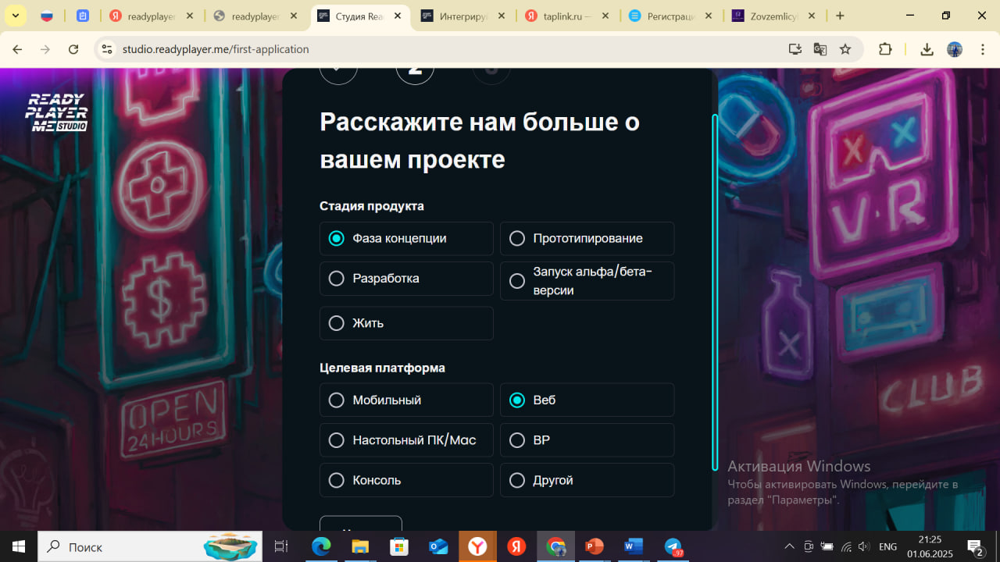 readyplayer
readyplayer
Студия Rea
Интегрируй
taplink.ru —
Регистраци
Zovzemlicy
studio.readyplayer.me/first-application
READY
PLAYER
ME STUDIO
2
3
Расскажите нам больше о
вашем проекте
Стадия продукта
Фаза концепции
Прототипирование
Разработка
Запуск альфа/бета-
версии
Жить
Целевая платформа
Мобильный
Веб
Настольный ПК/Mac
ВР
Консоль
Другой
OPEN
24 HOURS
VR
CLUB
Активация Windows
Чтобы активировать Windows, перейдите в
раздел "Параметры".
Поиск
97
ENG
21:25
01.06.2025
2